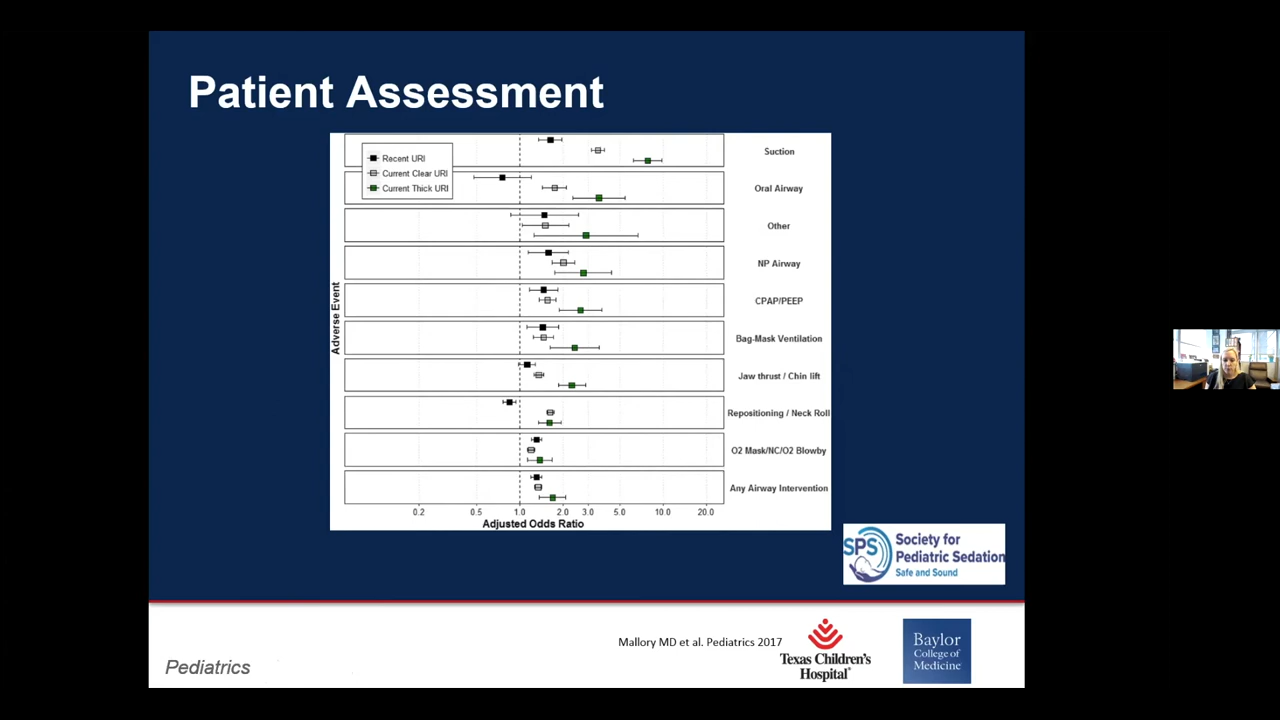 Patient Assessment
Recent URI
Current Clear URI
Current Thick URI
Adverse Event
Suction
Oral Airway
Other
NP Airway
CPAP/PEEP
Bag-Mask Ventilation
Jaw thrust / Chin lift
Repositioning / Neck Roll
O2 Mask/NC/O2 Blowby
Any Airway Intervention
0.2 0.5 1.0 2.0 3.0 5.0 10.0 20.0
Adjusted Odds Ratio
SPS
Society for
Pediatric Sedation
Safe and Sound
Mallory MD et al. Pediatrics 2017
Pediatrics
Texas Children's
Hospital®
Baylor
College of
Medicine